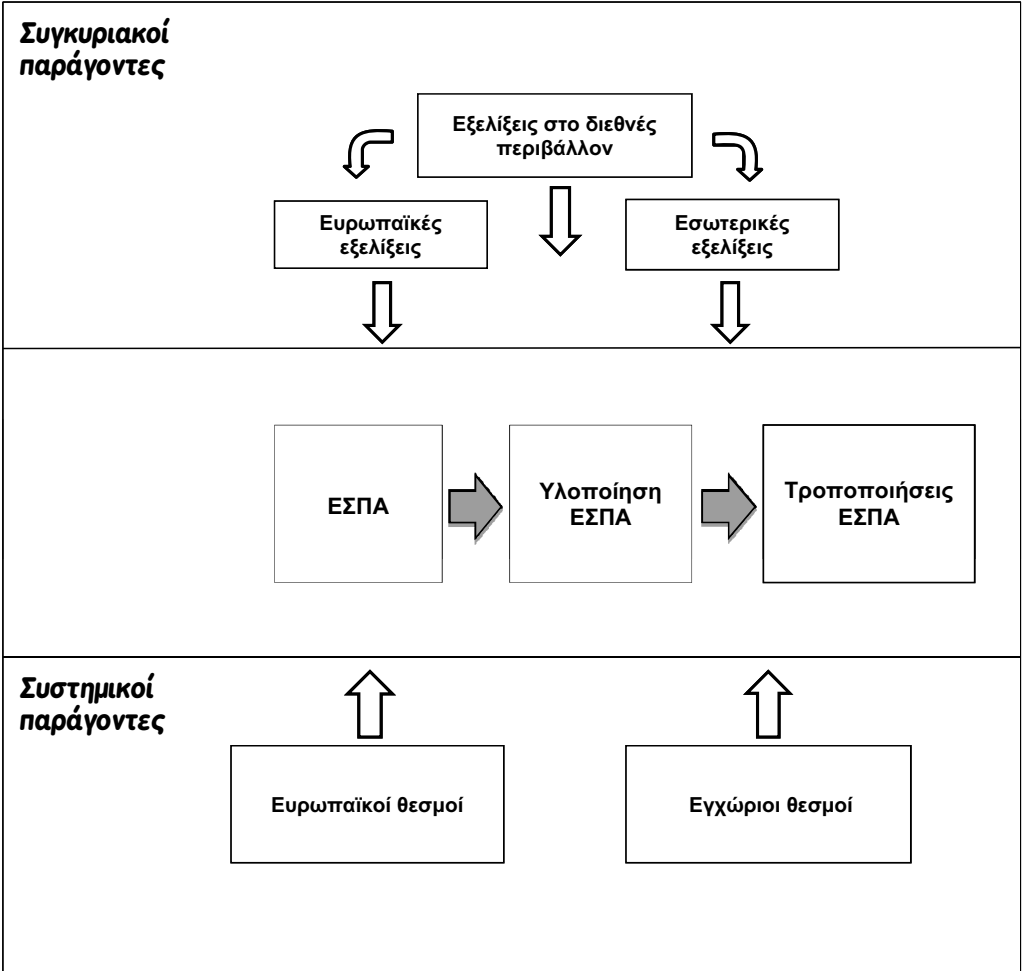 Συγκυριακοί
παράγοντες
Εξελίξεις στο διεθνές
περιβάλλον
Ευρωπαϊκές
εξελίξεις
Εσωτερικές
εξελίξεις
ΕΣΠΑ
Υλοποίηση
ΕΣΠΑ
Τροποποιήσεις
ΕΣΠΑ
Συστημικοί
παράγοντες
Ευρωπαϊκοί θεσμοί
Εγχώριοι θεσμοί